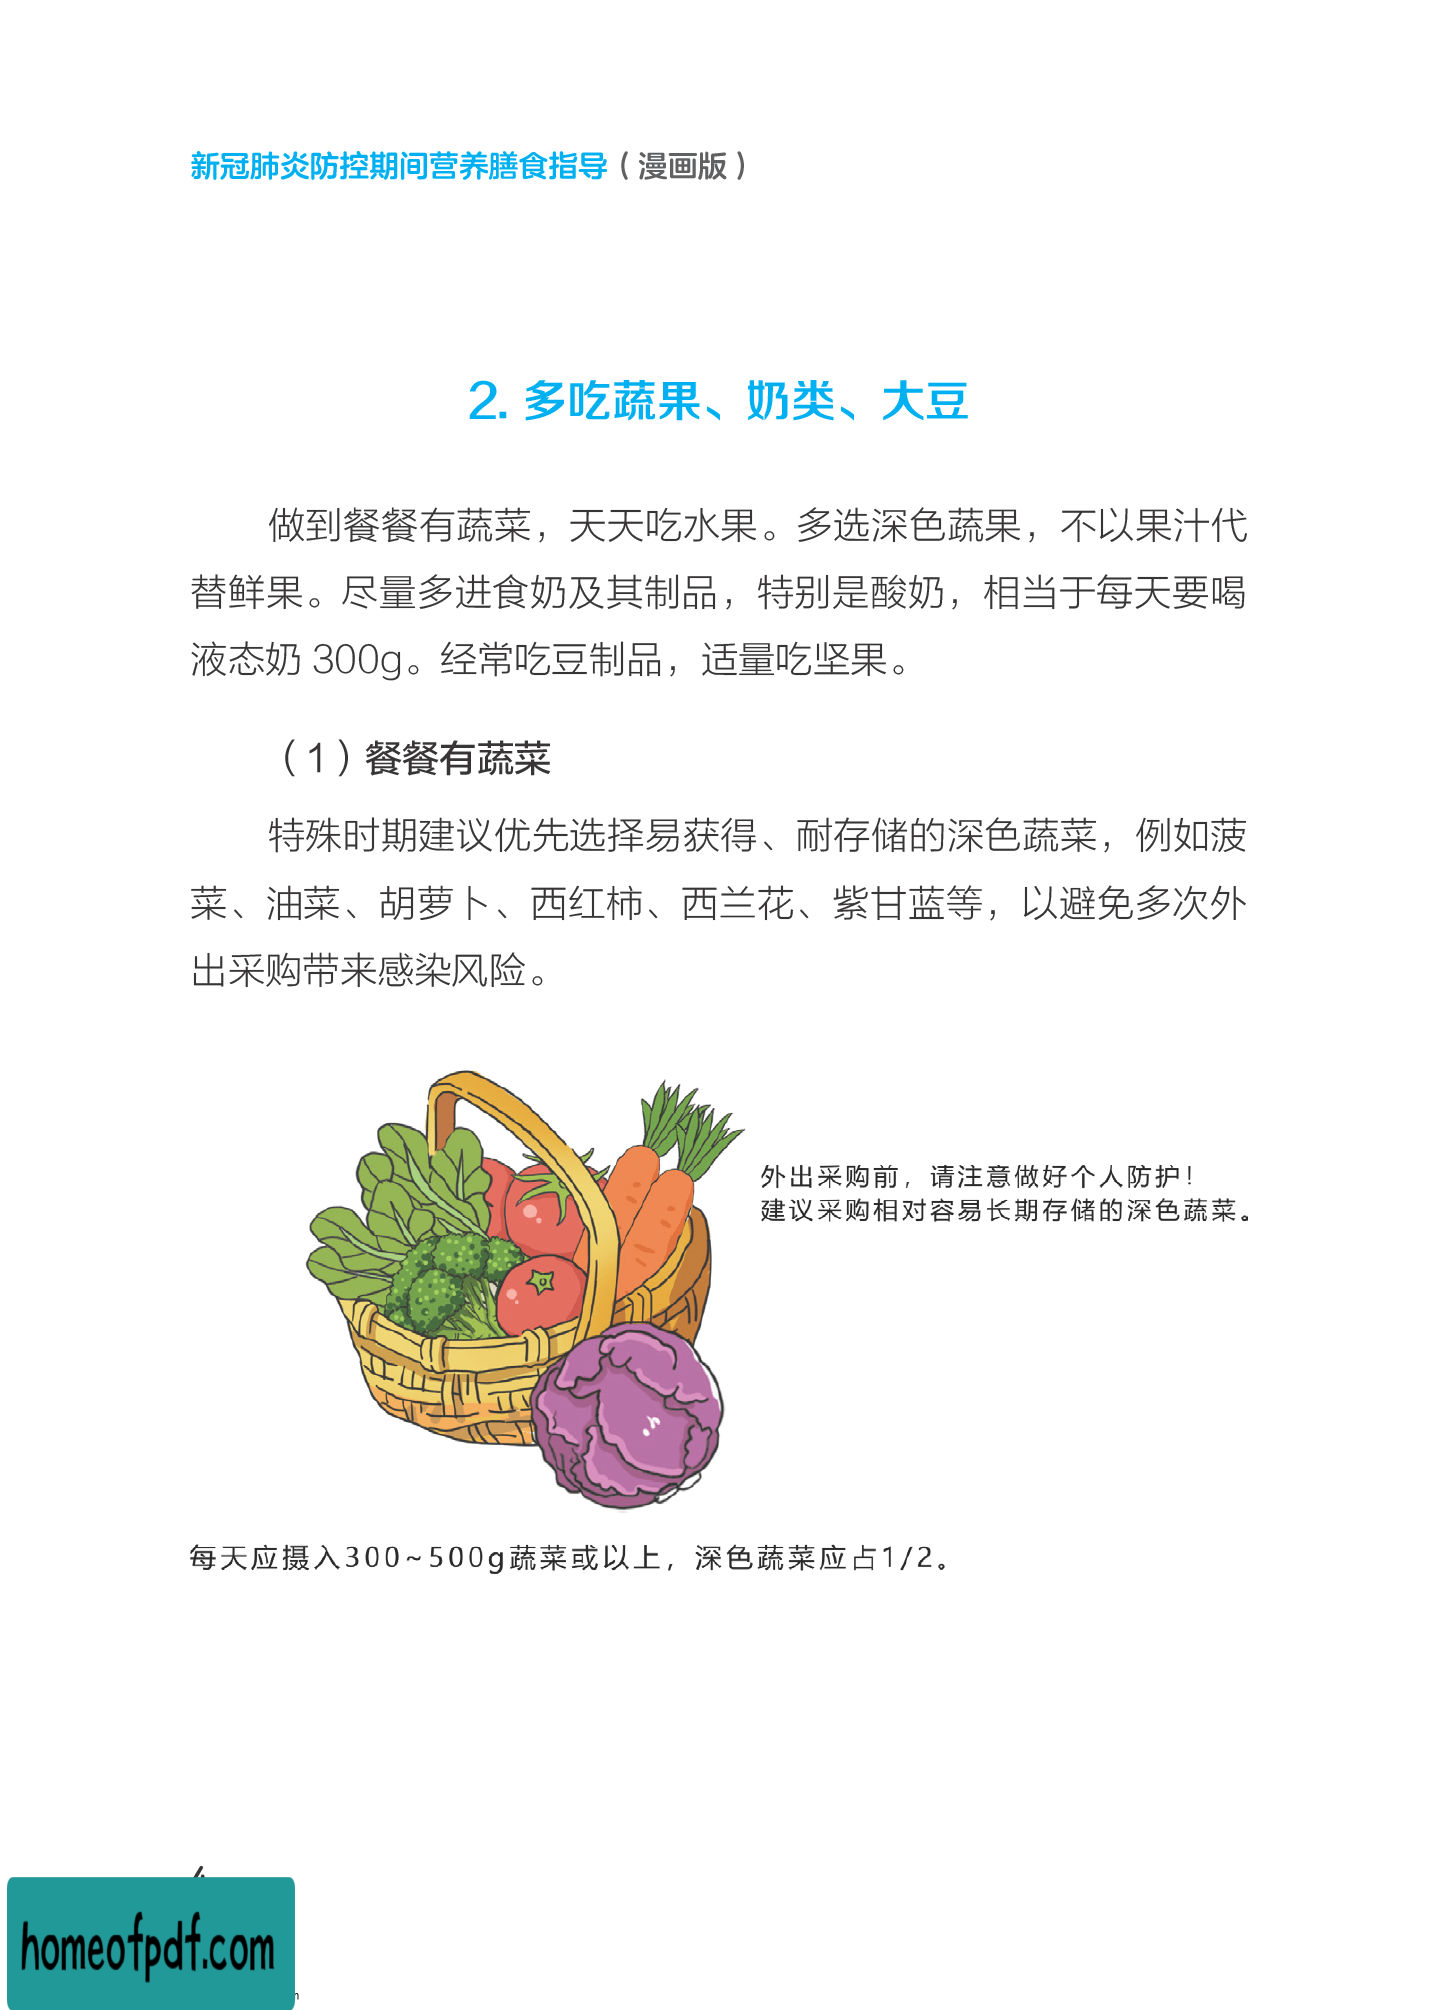 新冠肺炎防控期间营养膳食指导（漫画版）
2. 多吃蔬果、奶类、大豆
做到餐餐有蔬菜，天天吃水果。多选深色蔬果，不以果汁代
替鲜果。尽量多进食奶及其制品，特别是酸奶，相当于每天要喝
液态奶 300g。经常吃豆制品，适量吃坚果。
（1）餐餐有蔬菜
特殊时期建议优先选择易获得、耐存储的深色蔬菜，例如菠
菜、油菜、胡萝卜、西红柿、西兰花、紫甘蓝等，以避免多次外
出采购带来感染风险。
外出采购前，请注意做好个人防护！
建议采购相对容易长期存储的深色蔬菜。
每天应摄入300~500g蔬菜或以上，深色蔬菜应占1/2。
homeofpdf.com